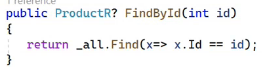 1 reference
public ProductR? FindById(int id)
{
return _all.Find(x=> x.Id == id);
}